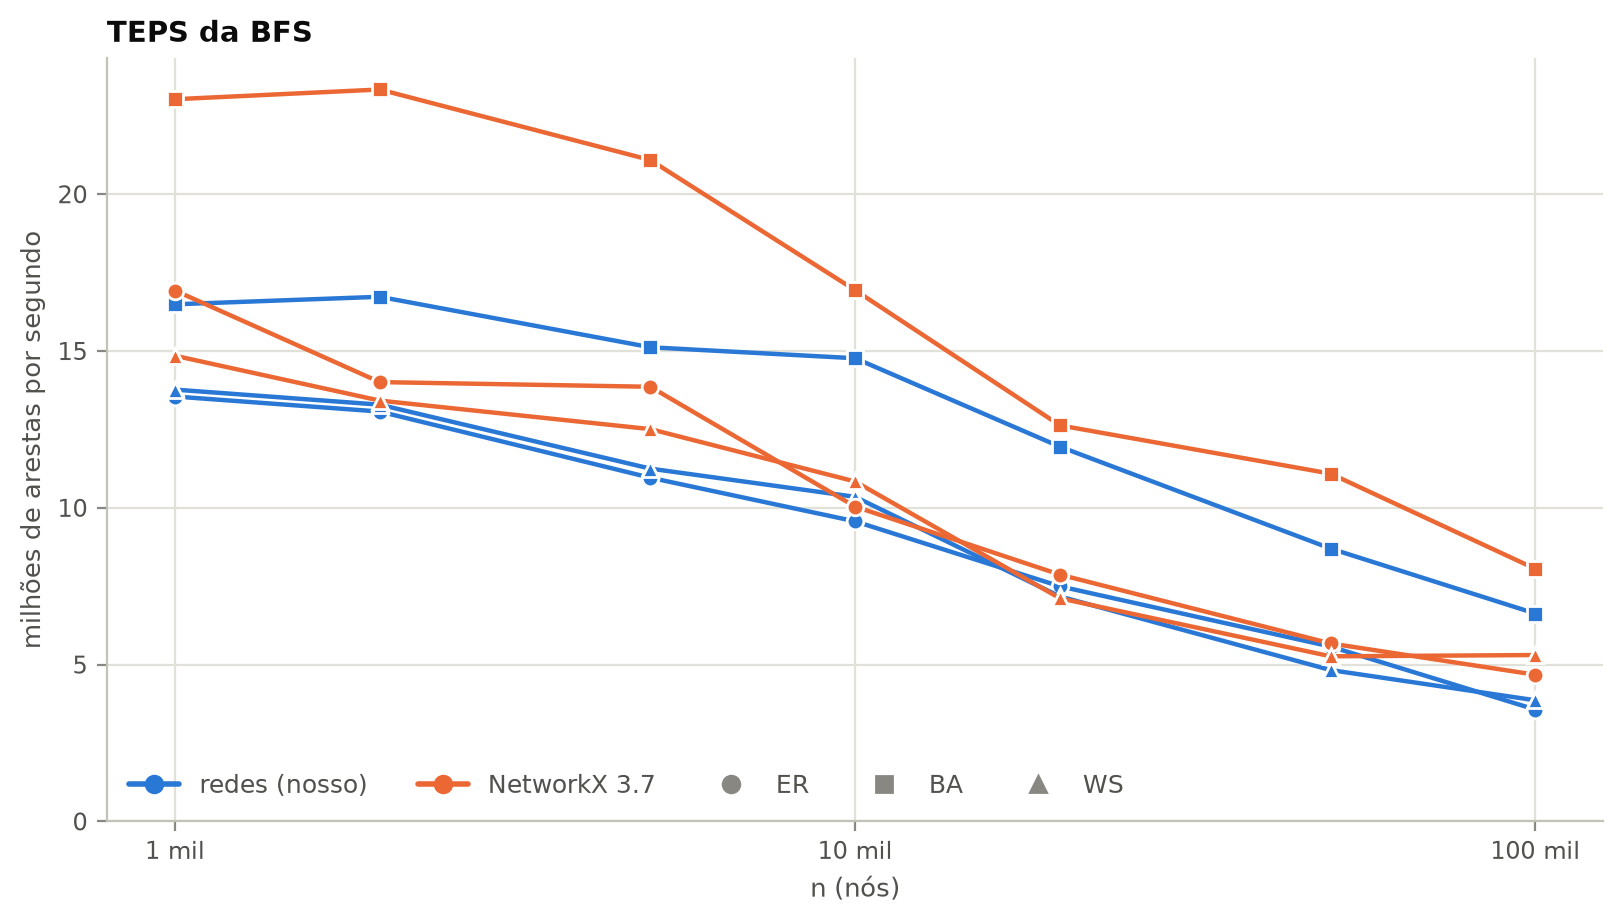 TEPS da BFS
milhões de arestas por segundo
20
15
10
5
0
redes (nosso) NetworkX 3.7 ER BA WS
1 mil 10 mil 100 mil
n (nós)